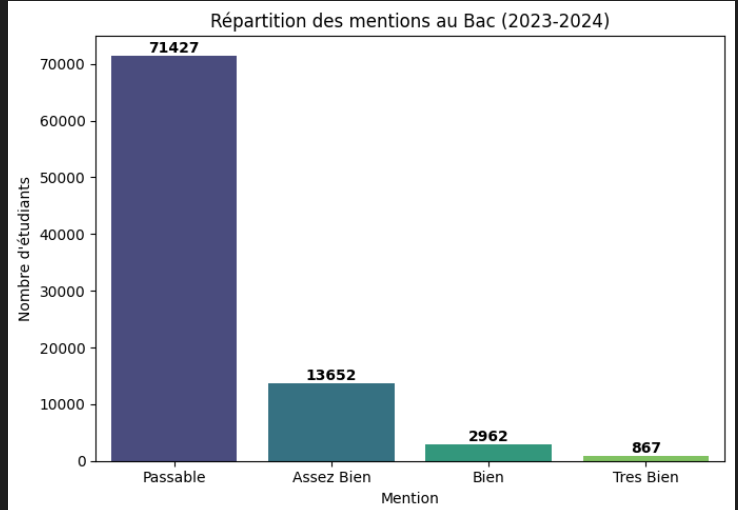 Répartition des mentions au Bac (2023-2024)
71427
70000
60000
50000
40000
30000
20000
10000
0
Nombre d'étudiants
13652
2962
867
Passable
Assez Bien
Bien
Tres Bien
Mention